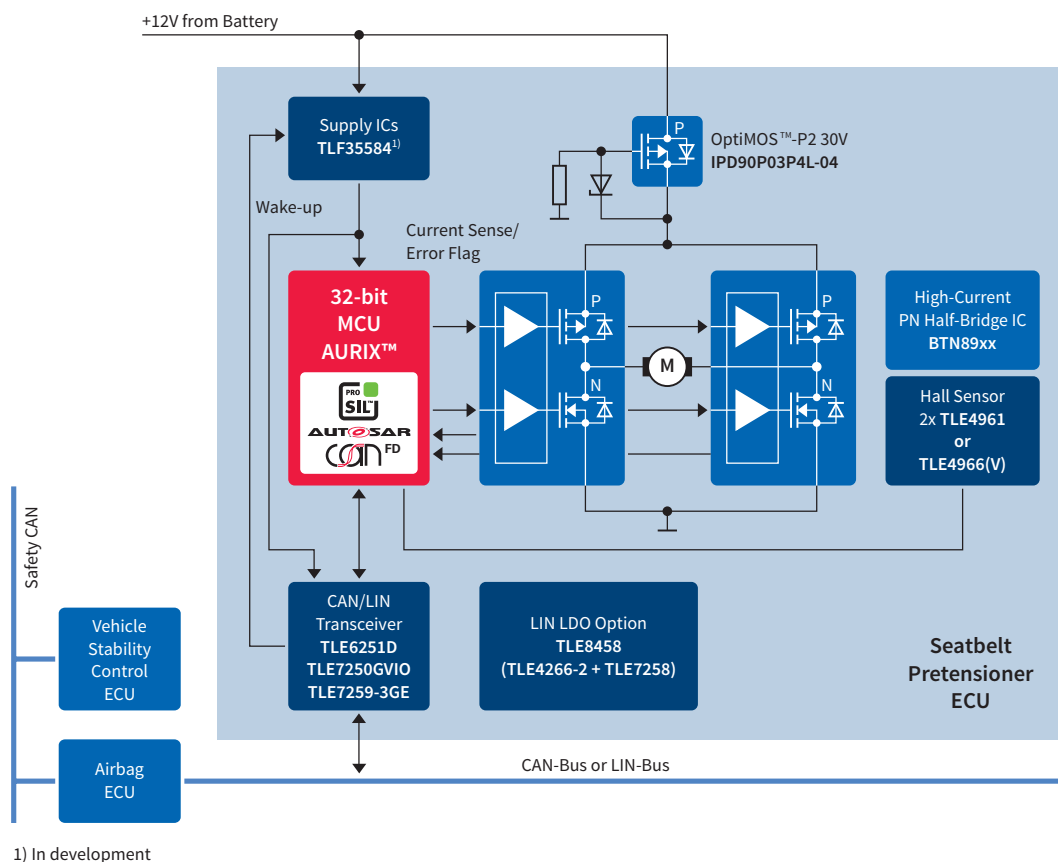 +12V from Battery
Supply ICs
TLF35584¹⁾
P
OptiMOS™-P2 30V
IPD90P03P4L-04
Wake-up
Current Sense/
Error Flag
32-bit
MCU
AURIX™
PRO
SIL™
AUTOSAR
CAN FD
P
N
M
P
N
High-Current
PN Half-Bridge IC
BTN89xx
Hall Sensor
2x TLE4961
or
TLE4966(V)
Safety CAN
Vehicle
Stability
Control
ECU
CAN/LIN
Transceiver
TLE6251D
TLE7250GVIO
TLE7259-3GE
LIN LDO Option
TLE8458
(TLE4266-2 + TLE7258)
Seatbelt
Pretensioner
ECU
Airbag
ECU
CAN-Bus or LIN-Bus
1) In development